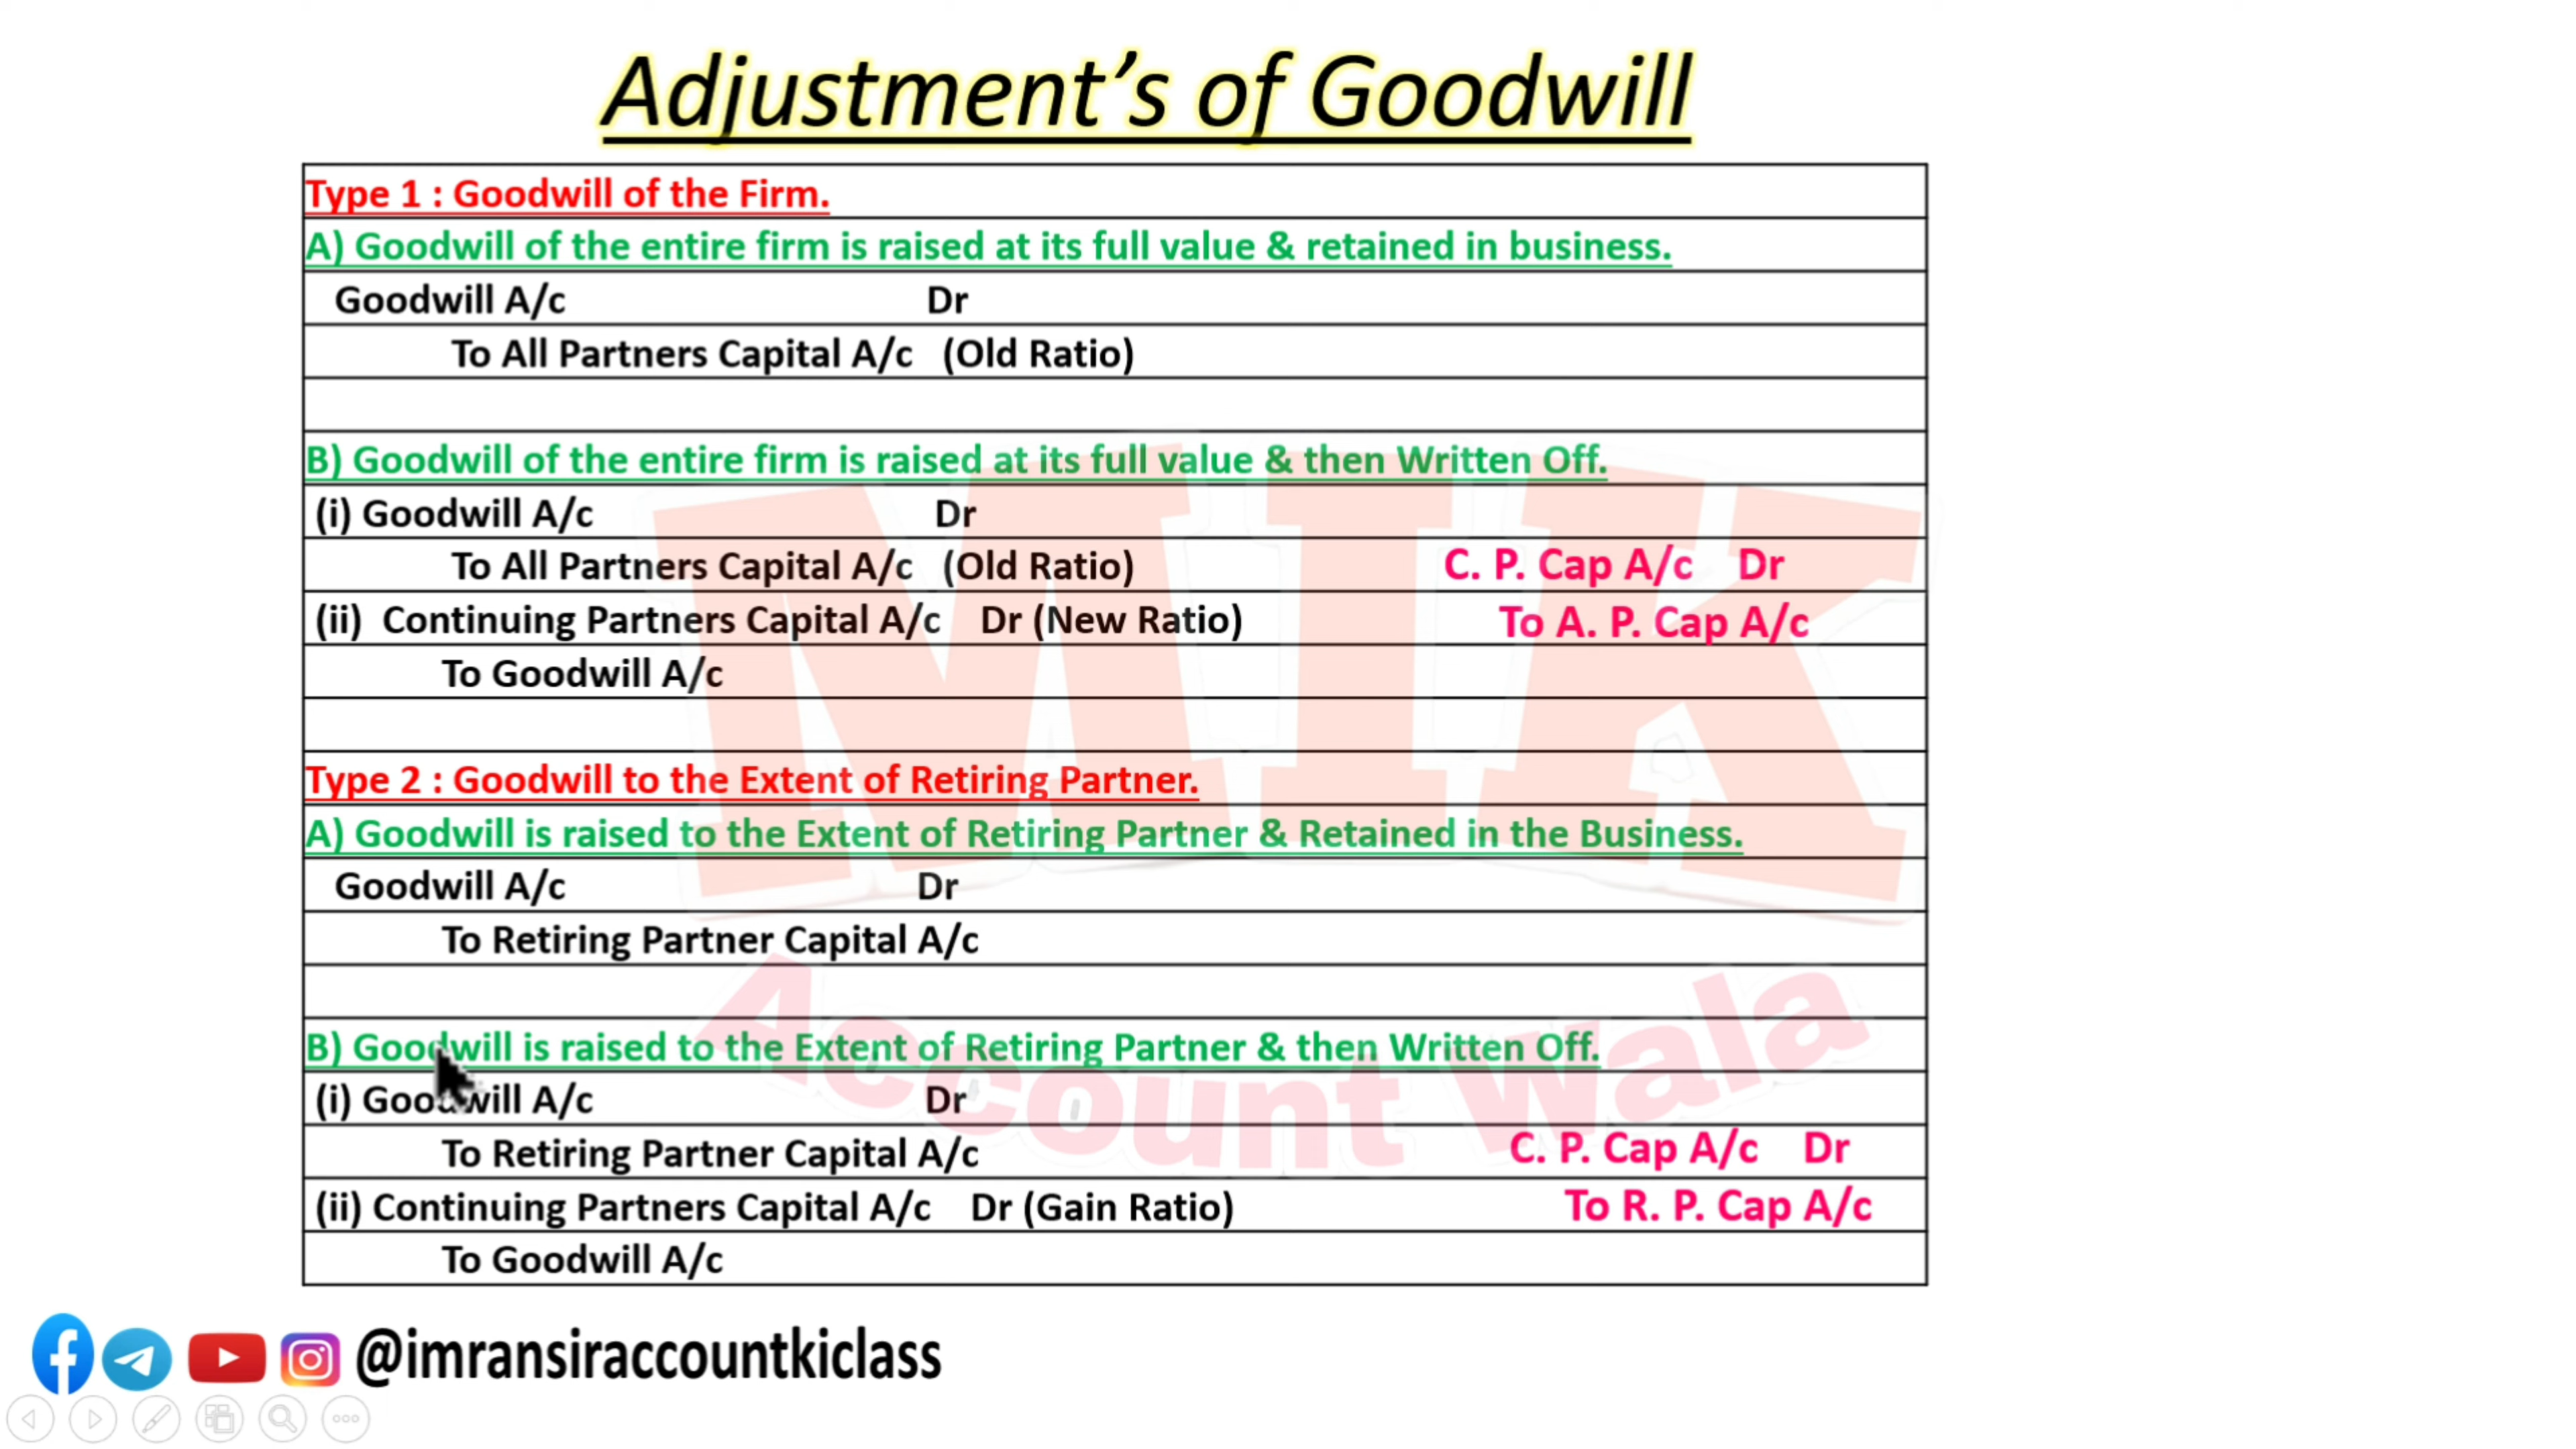 Adjustment’s of Goodwill
Type 1 : Goodwill of the Firm.
A) Goodwill of the entire firm is raised at its full value & retained in business.
Goodwill A/c Dr
To All Partners Capital A/c (Old Ratio)
B) Goodwill of the entire firm is raised at its full value & then Written Off.
(i) Goodwill A/c Dr
To All Partners Capital A/c (Old Ratio) C. P. Cap A/c Dr
(ii) Continuing Partners Capital A/c Dr (New Ratio) To A. P. Cap A/c
To Goodwill A/c
Type 2 : Goodwill to the Extent of Retiring Partner.
A) Goodwill is raised to the Extent of Retiring Partner & Retained in the Business.
Goodwill A/c Dr
To Retiring Partner Capital A/c
B) Goodwill is raised to the Extent of Retiring Partner & then Written Off.
(i) Goodwill A/c Dr
To Retiring Partner Capital A/c C. P. Cap A/c Dr
(ii) Continuing Partners Capital A/c Dr (Gain Ratio) To R. P. Cap A/c
To Goodwill A/c
MIK
Account Wala
@imransiraccountkiclass